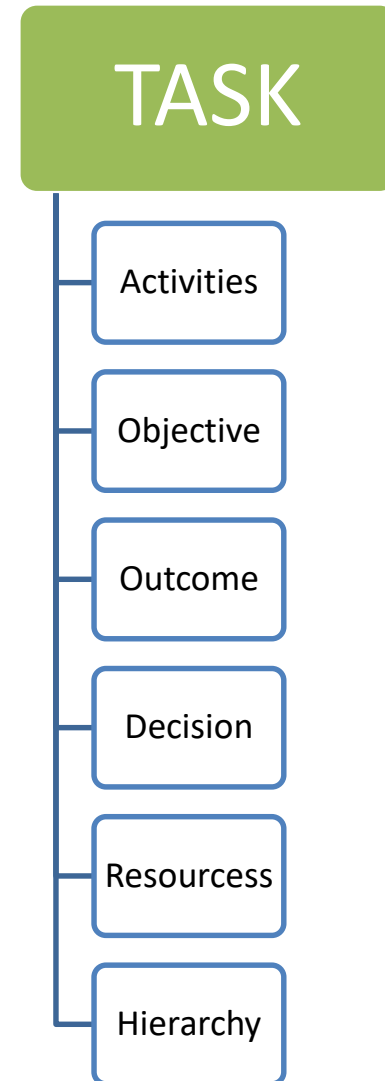 TASK
Activities
Objective
Outcome
Decision
Resourcess
Hierarchy